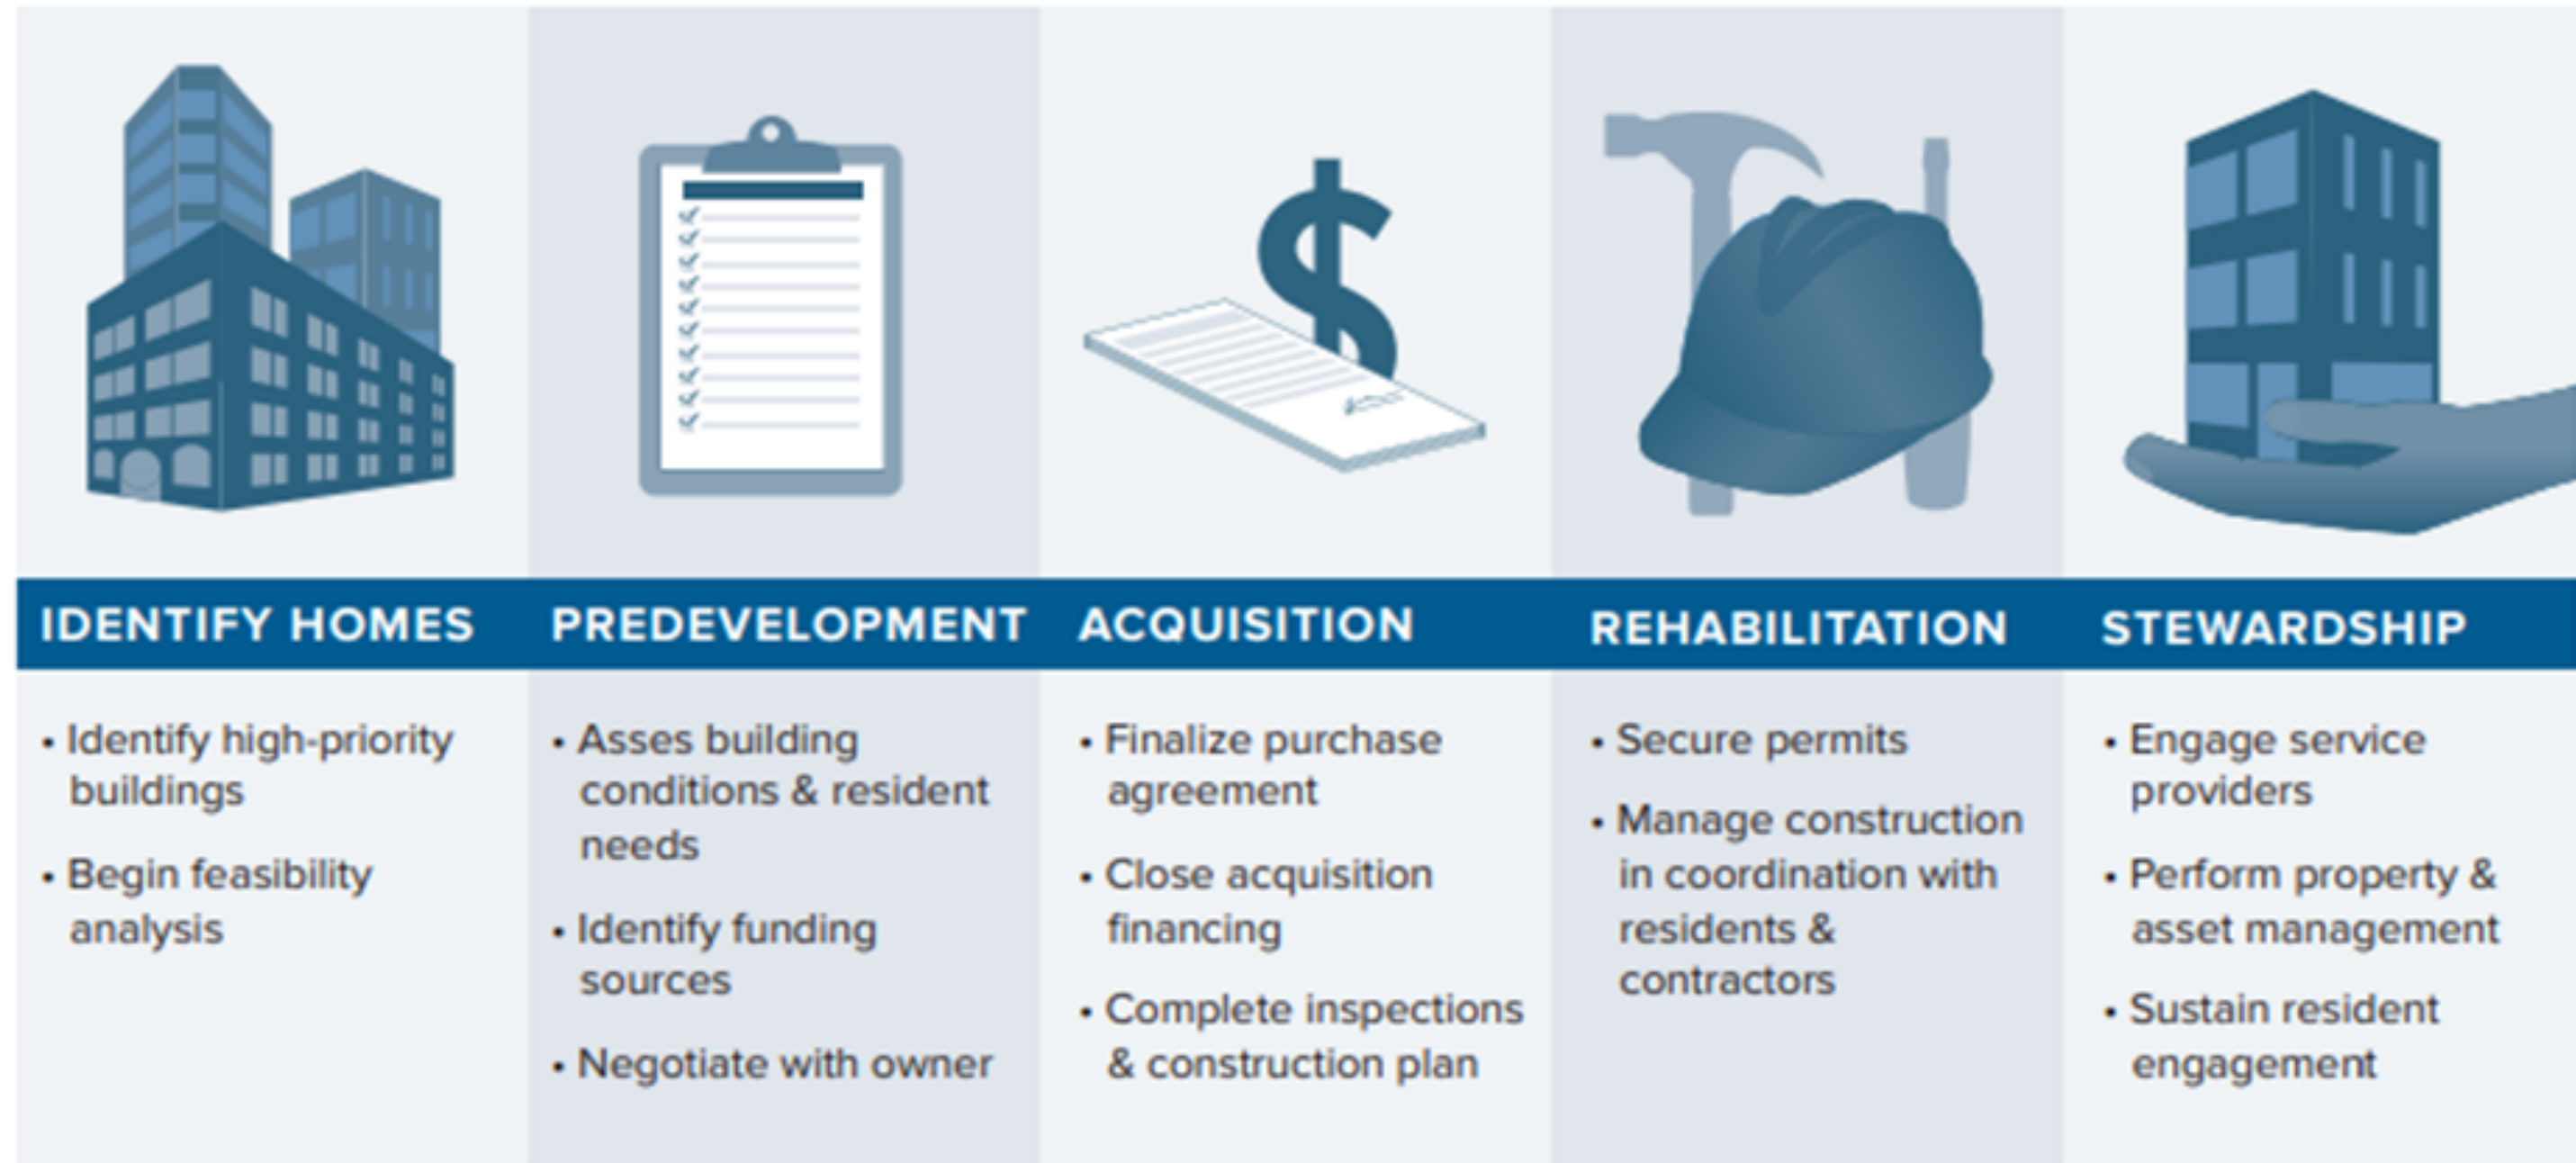 IDENTIFY HOMES
• Identify high-priority
buildings
• Begin feasibility
analysis
PREDEVELOPMENT
• Asses building
conditions & resident
needs
• Identify funding
sources
• Negotiate with owner
ACQUISITION
• Finalize purchase
agreement
• Close acquisition
financing
• Complete inspections
& construction plan
REHABILITATION
• Secure permits
• Manage construction
in coordination with
residents &
contractors
STEWARDSHIP
• Engage service
providers
• Perform property &
asset management
• Sustain resident
engagement